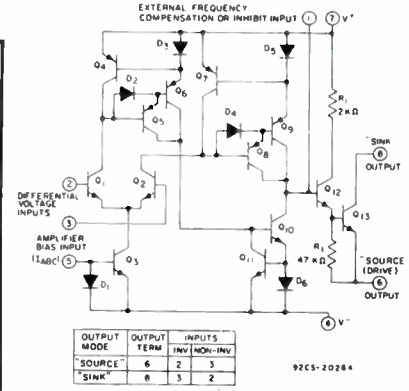 EXTERNAL FREQUENCY
COMPENSATION OR INHIBIT INPUT 1 7 V+
D3
D5
Q4
Q6
Q7
D2
R1
2KΩ
Q5
D4
Q9
"SINK"
8
OUTPUT
Q8
2
Q1
Q2
Q12
DIFFERENTIAL
VOLTAGE
INPUTS
Q13
3
Q10
AMPLIFIER
BIAS INPUT
(IABC) 5
Q3
Q11
R1
47 KΩ
"SOURCE"
(DRIVE)
6
OUTPUT
D1
D6
6 V-
OUTPUT MODE OUTPUT TERM INPUTS
INV NON-INV
"SOURCE" 6 2 3
"SINK" 8 3 2
92CS-20264